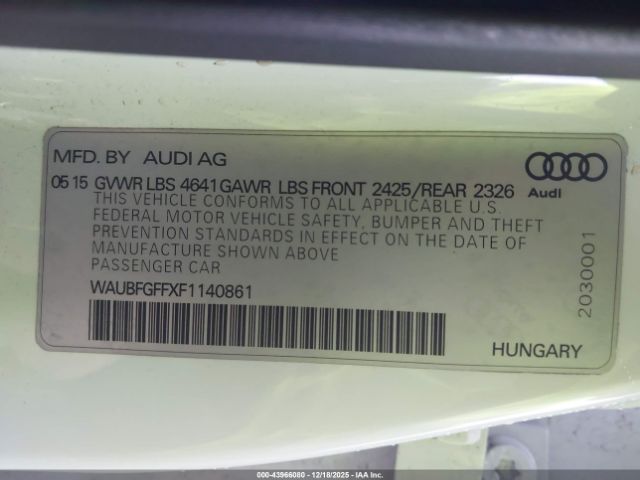 MFD. BY AUDI AG
05 15 GVWR LBS 4641 GAWR LBS FRONT 2425/REAR 2326
Audi
THIS VEHICLE CONFORMS TO ALL APPLICABLE U.S.
FEDERAL MOTOR VEHICLE SAFETY, BUMPER AND THEFT
PREVENTION STANDARDS IN EFFECT ON THE DATE OF
MANUFACTURE SHOWN ABOVE
PASSENGER CAR
WAUBFGFFXF1140861
2030001
HUNGARY
000-43966080 - 12/18/2025 - IAAI.COM